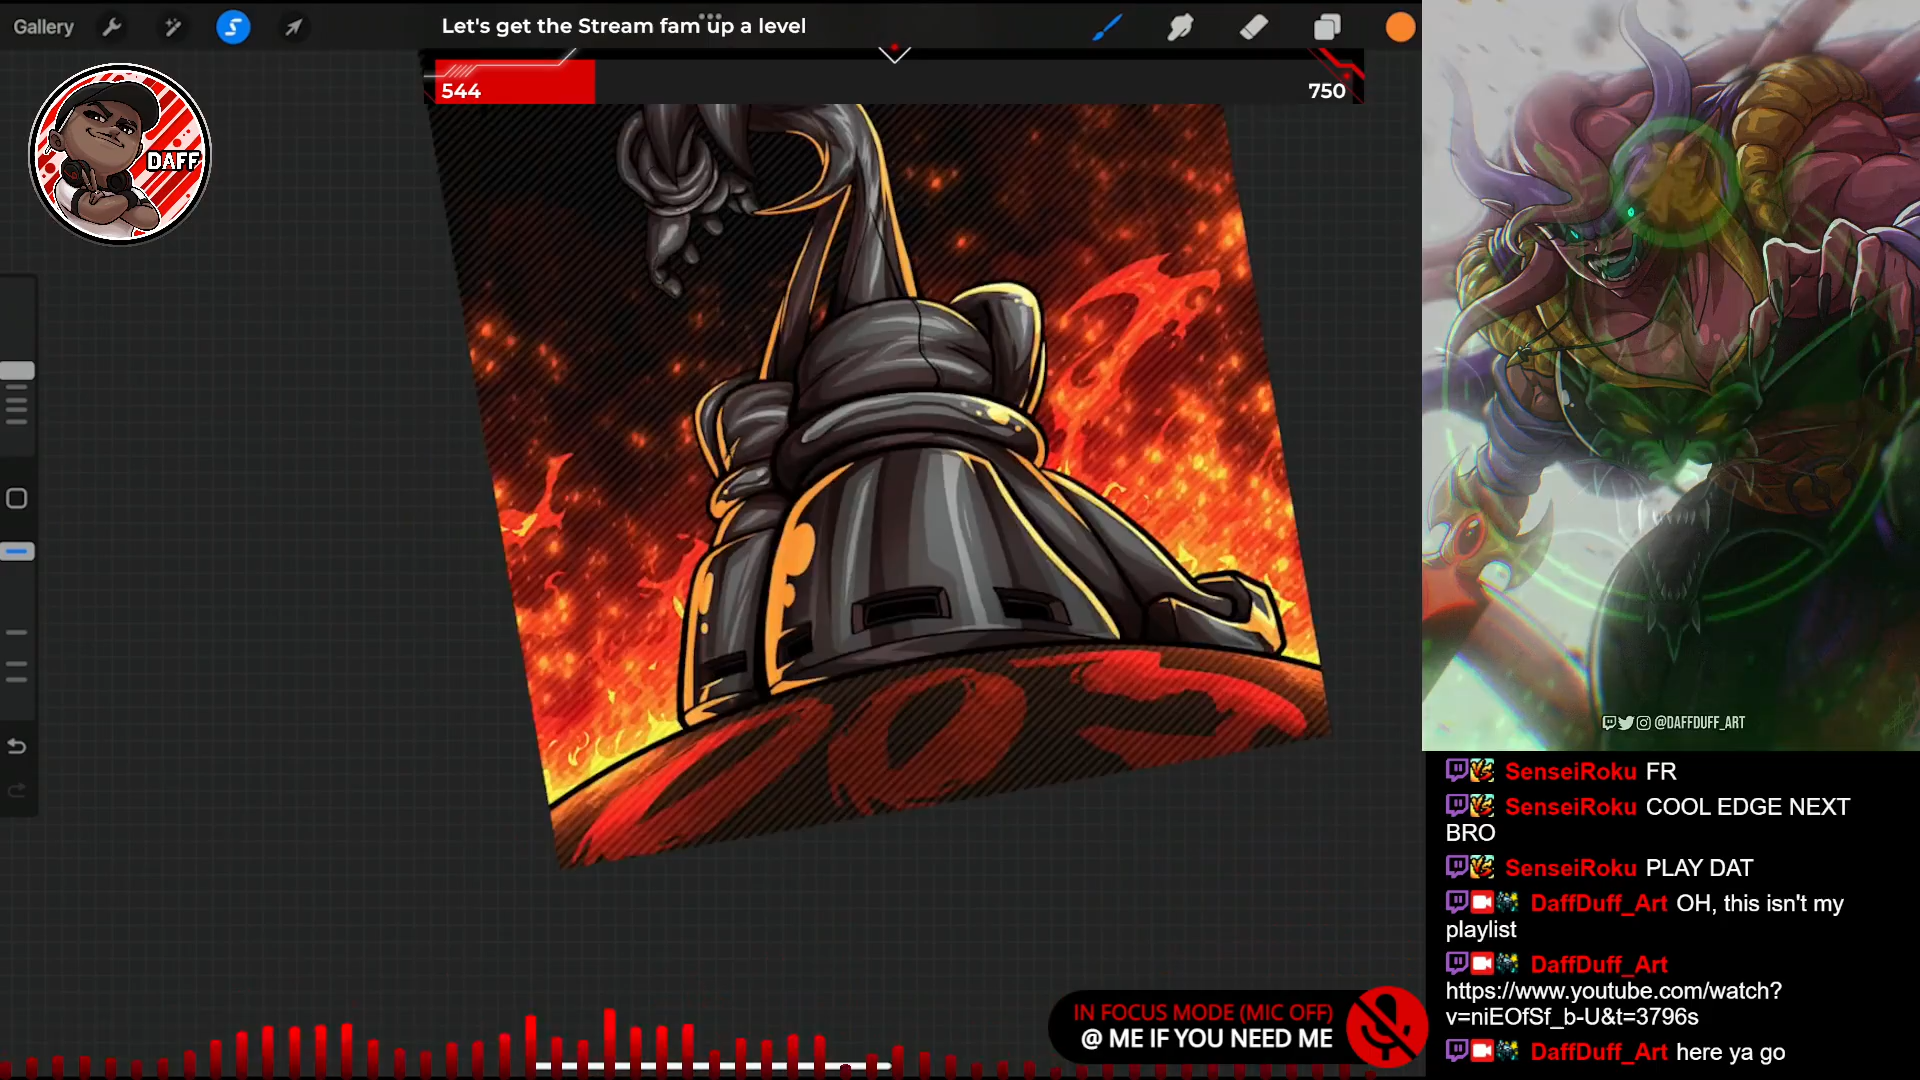 Gallery
Let's get the Stream fam up a level
544
750
DAFF
@DAFFDUFF_ART
SenseiRoku FR
SenseiRoku COOL EDGE NEXT
BRO
SenseiRoku PLAY DAT
DaffDuff_Art OH, this isn't my
playlist
DaffDuff_Art
https://www.youtube.com/watch?
v=niEOfSf_b-U&t=3796s
DaffDuff_Art here ya go
IN FOCUS MODE (MIC OFF)
@ ME IF YOU NEED ME